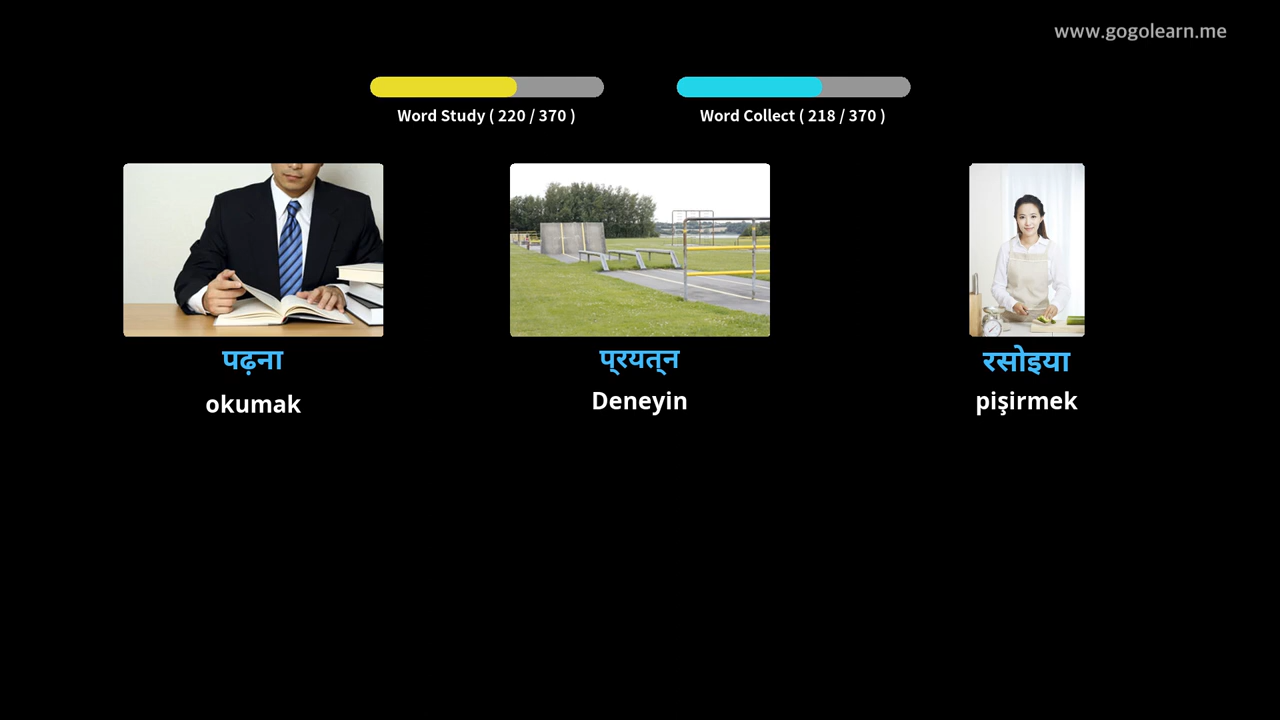 www.gogolearn.me
Word Study ( 220 / 370 )
Word Collect ( 218 / 370 )
पढ़ना
प्रयत्न
रसोइया
okumak
Deneyin
pişirmek